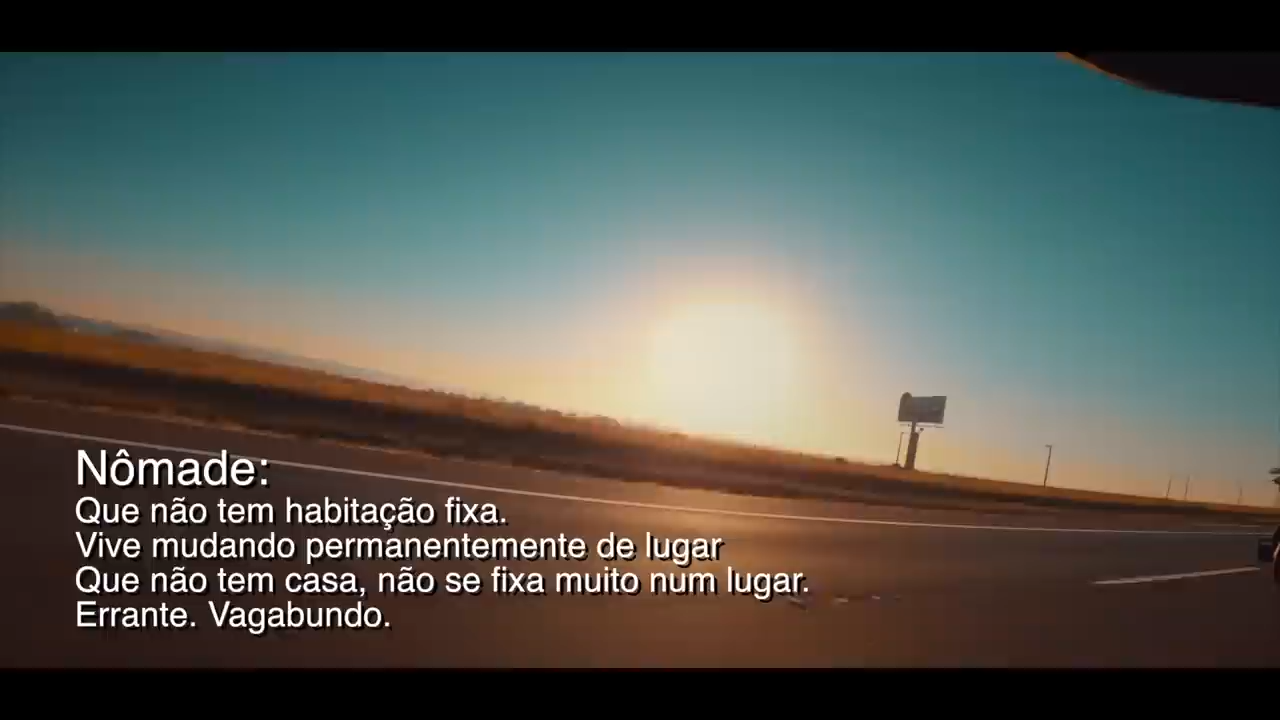 Nômade:
Que não tem habitação fixa.
Vive mudando permanentemente de lugar
Que não tem casa, não se fixa muito num lugar.
Errante. Vagabundo.